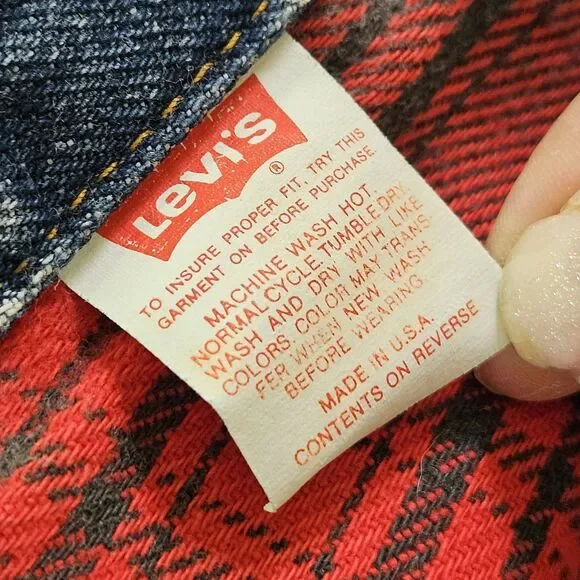 Levi's ®
TO INSURE PROPER FIT, TRY THIS
GARMENT ON BEFORE PURCHASE.
MACHINE WASH HOT,
NORMAL CYCLE, TUMBLE DRY.
WASH AND DRY WITH LIKE
COLORS. COLOR MAY TRANS-
FER WHEN NEW. WASH
BEFORE WEARING
MADE IN U.S.A.
CONTENTS ON REVERSE